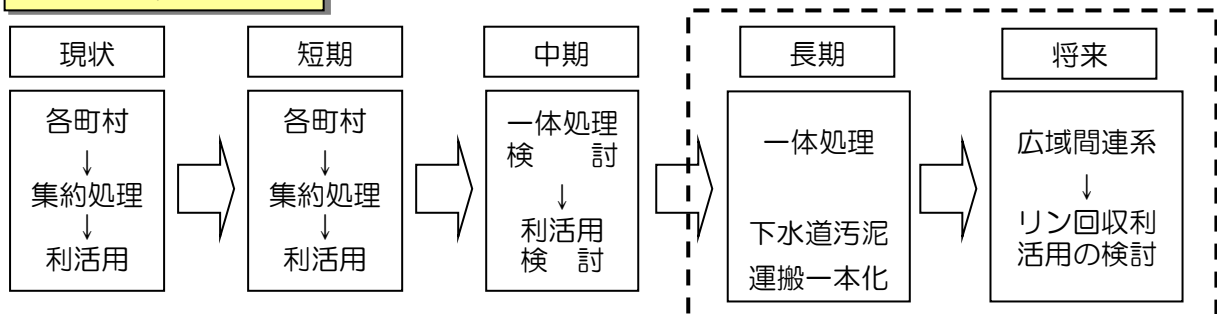 現状
各町村
↓
集約処理
↓
利活用
短期
各町村
↓
集約処理
↓
利活用
中期
一体処理
検　討
↓
利活用
検　討
長期
一体処理
下水道汚泥
運搬一本化
将来
広域間連系
↓
リン回収利
活用の検討